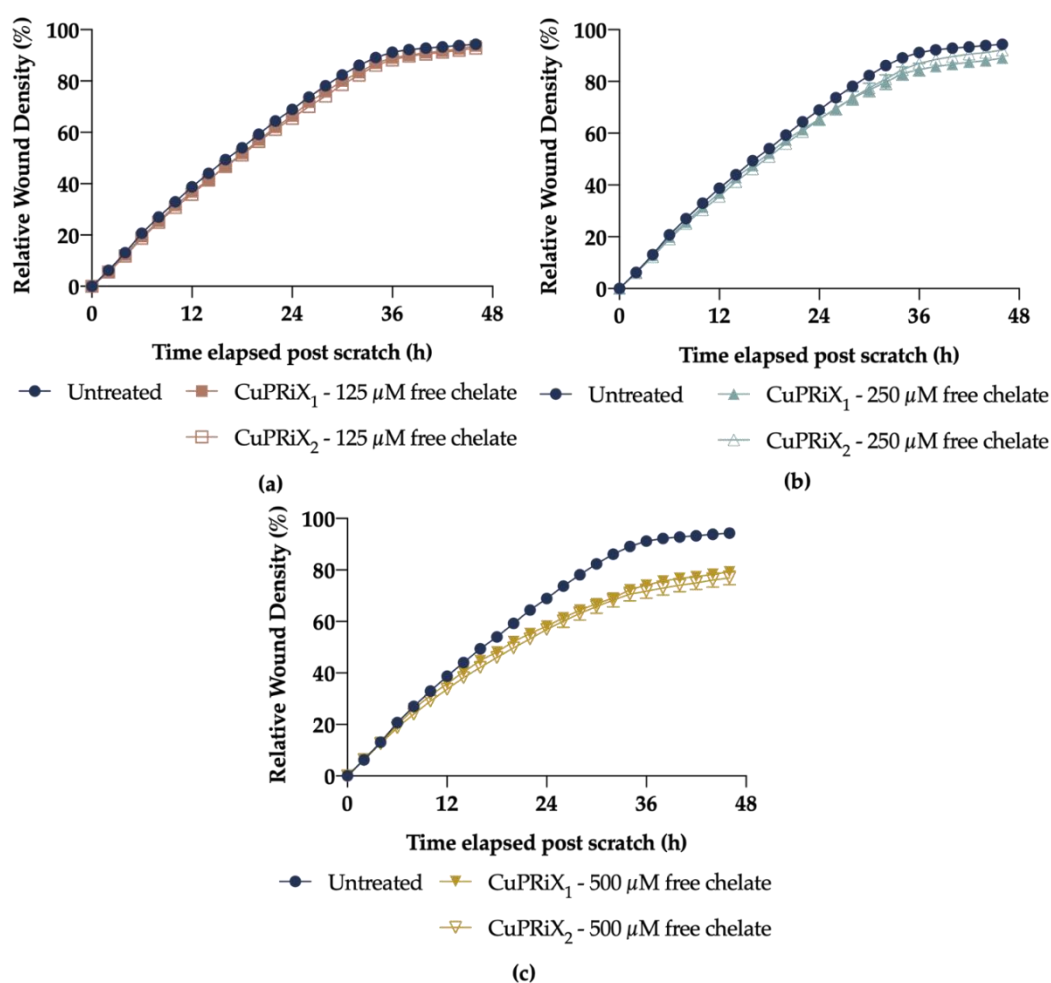 Relative Wound Density (%)
100
80
60
40
20
0
0 12 24 36 48
Time elapsed post scratch (h)
Untreated CuPRiX1 - 125 µM free chelate
CuPRiX2 - 125 µM free chelate
(a)
Relative Wound Density (%)
100
80
60
40
20
0
0 12 24 36 48
Time elapsed post scratch (h)
Untreated CuPRiX1 - 250 µM free chelate
CuPRiX2 - 250 µM free chelate
(b)
Relative Wound Density (%)
100
80
60
40
20
0
0 12 24 36 48
Time elapsed post scratch (h)
Untreated CuPRiX1 - 500 µM free chelate
CuPRiX2 - 500 µM free chelate
(c)